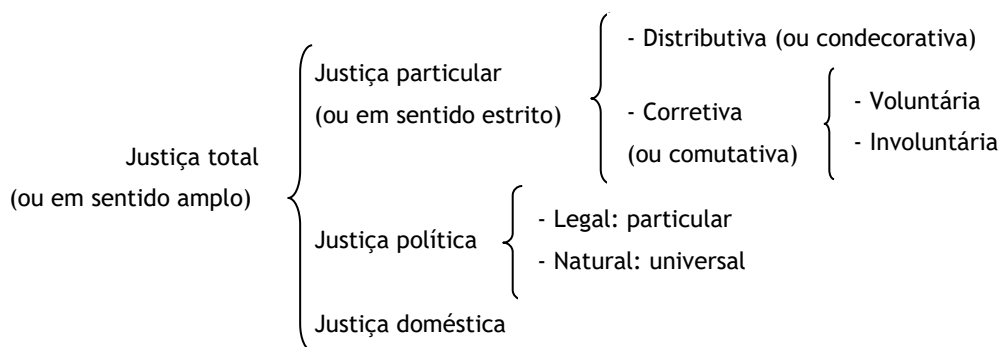 Justiça total
(ou em sentido amplo)
Justiça particular
(ou em sentido estrito)
- Distributiva (ou condecorativa)
- Corretiva
(ou comutativa)
- Voluntária
- Involuntária
Justiça política
- Legal: particular
- Natural: universal
Justiça doméstica